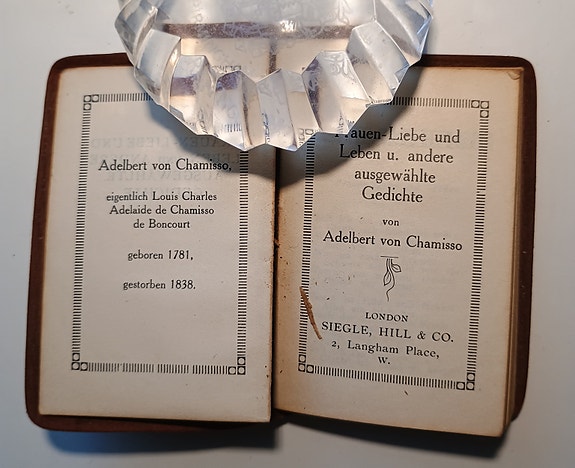 Adelbert von Chamisso,
eigentlich Louis Charles
Adelaide de Chamisso
de Boncourt
geboren 1781,
gestorben 1838.
Frauen-Liebe und
Leben u. andere
ausgewählte
Gedichte
von
Adelbert von Chamisso
LONDON
SIEGLE, HILL & CO.
2, Langham Place,
W.